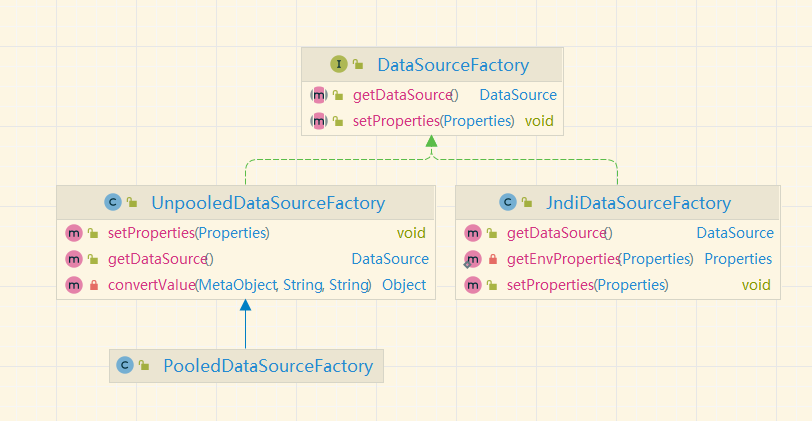 I DataSourceFactory
m getDataSource() DataSource
m setProperties(Properties) void
C UnpooledDataSourceFactory
m setProperties(Properties) void
m getDataSource() DataSource
m convertValue(MetaObject, String, String) Object
C JndiDataSourceFactory
m getDataSource() DataSource
m getEnvProperties(Properties) Properties
m setProperties(Properties) void
C PooledDataSourceFactory